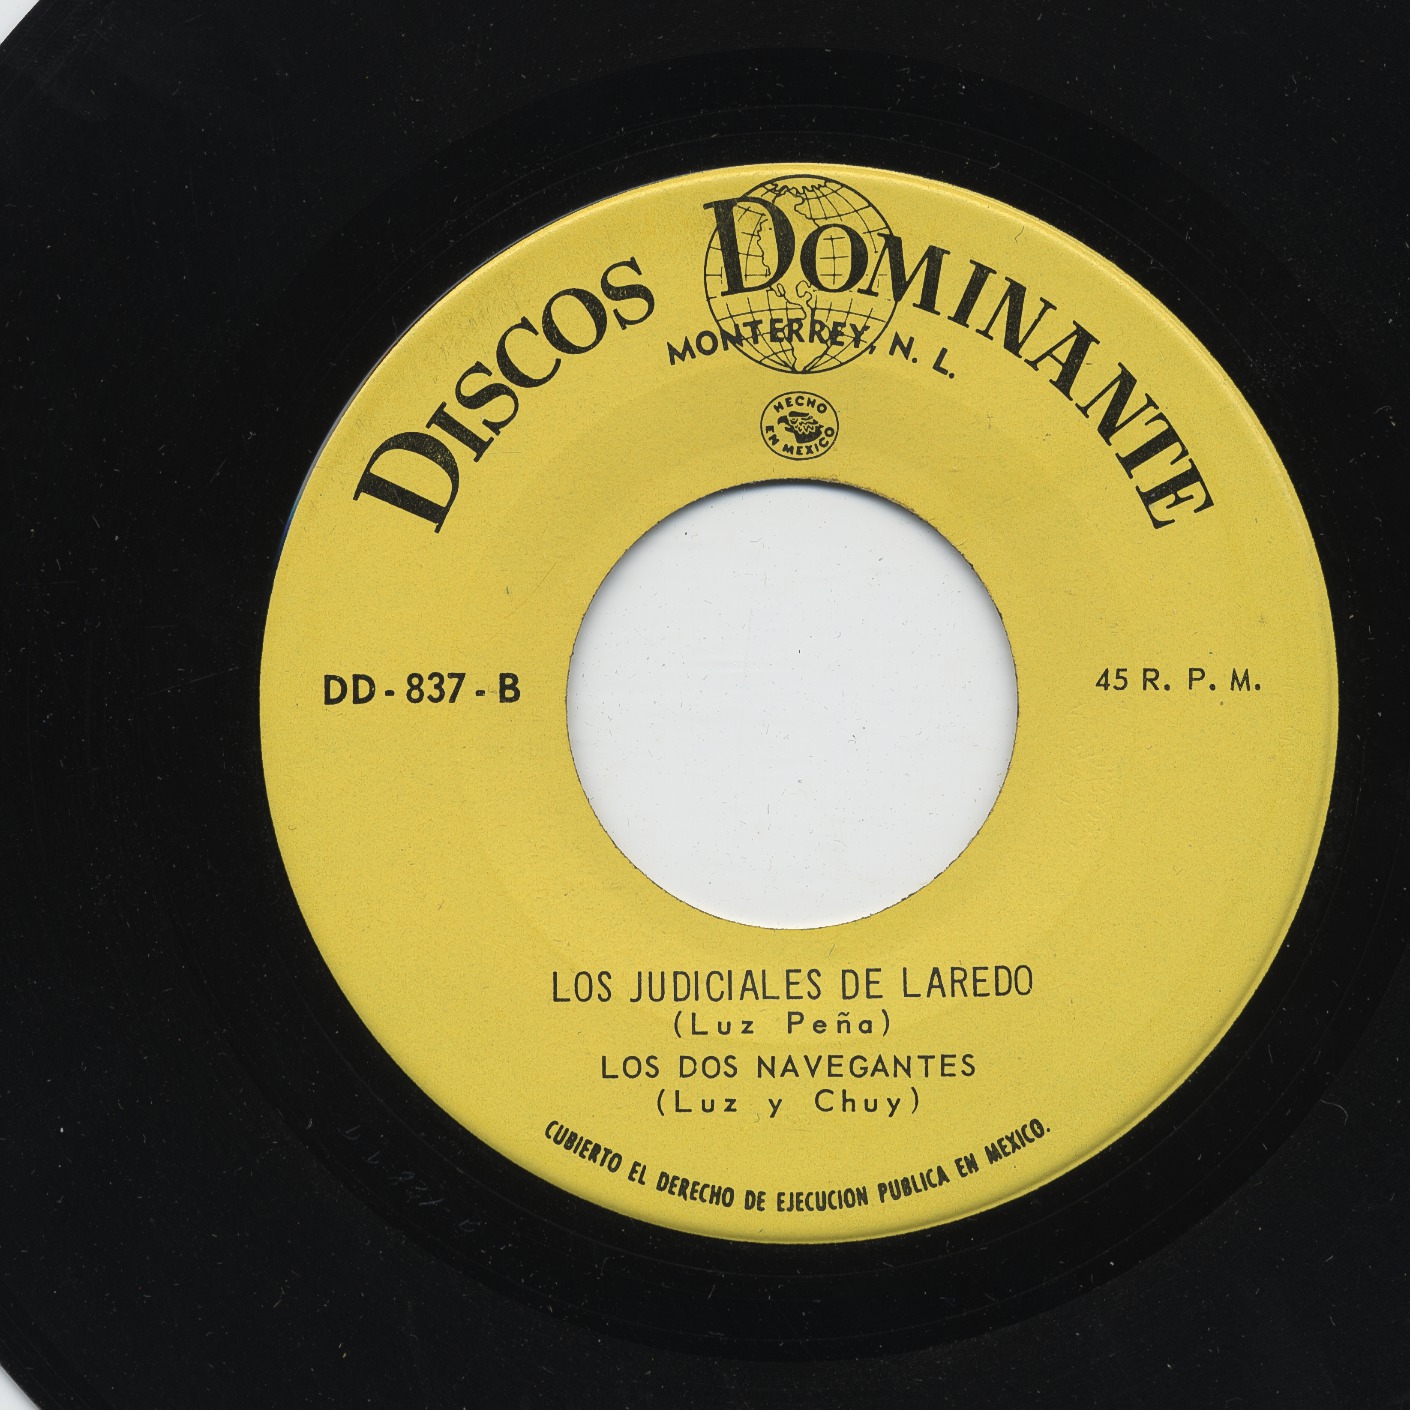 DISCOS DOMINANTE
MONTERREY, N. L.
HECHO
EN MEXICO
DD-837-B
45 R. P. M.
LOS JUDICIALES DE LAREDO
(Luz Peña)
LOS DOS NAVEGANTES
(Luz y Chuy)
CUBIERTO EL DERECHO DE EJECUCION PUBLICA EN MEXICO.